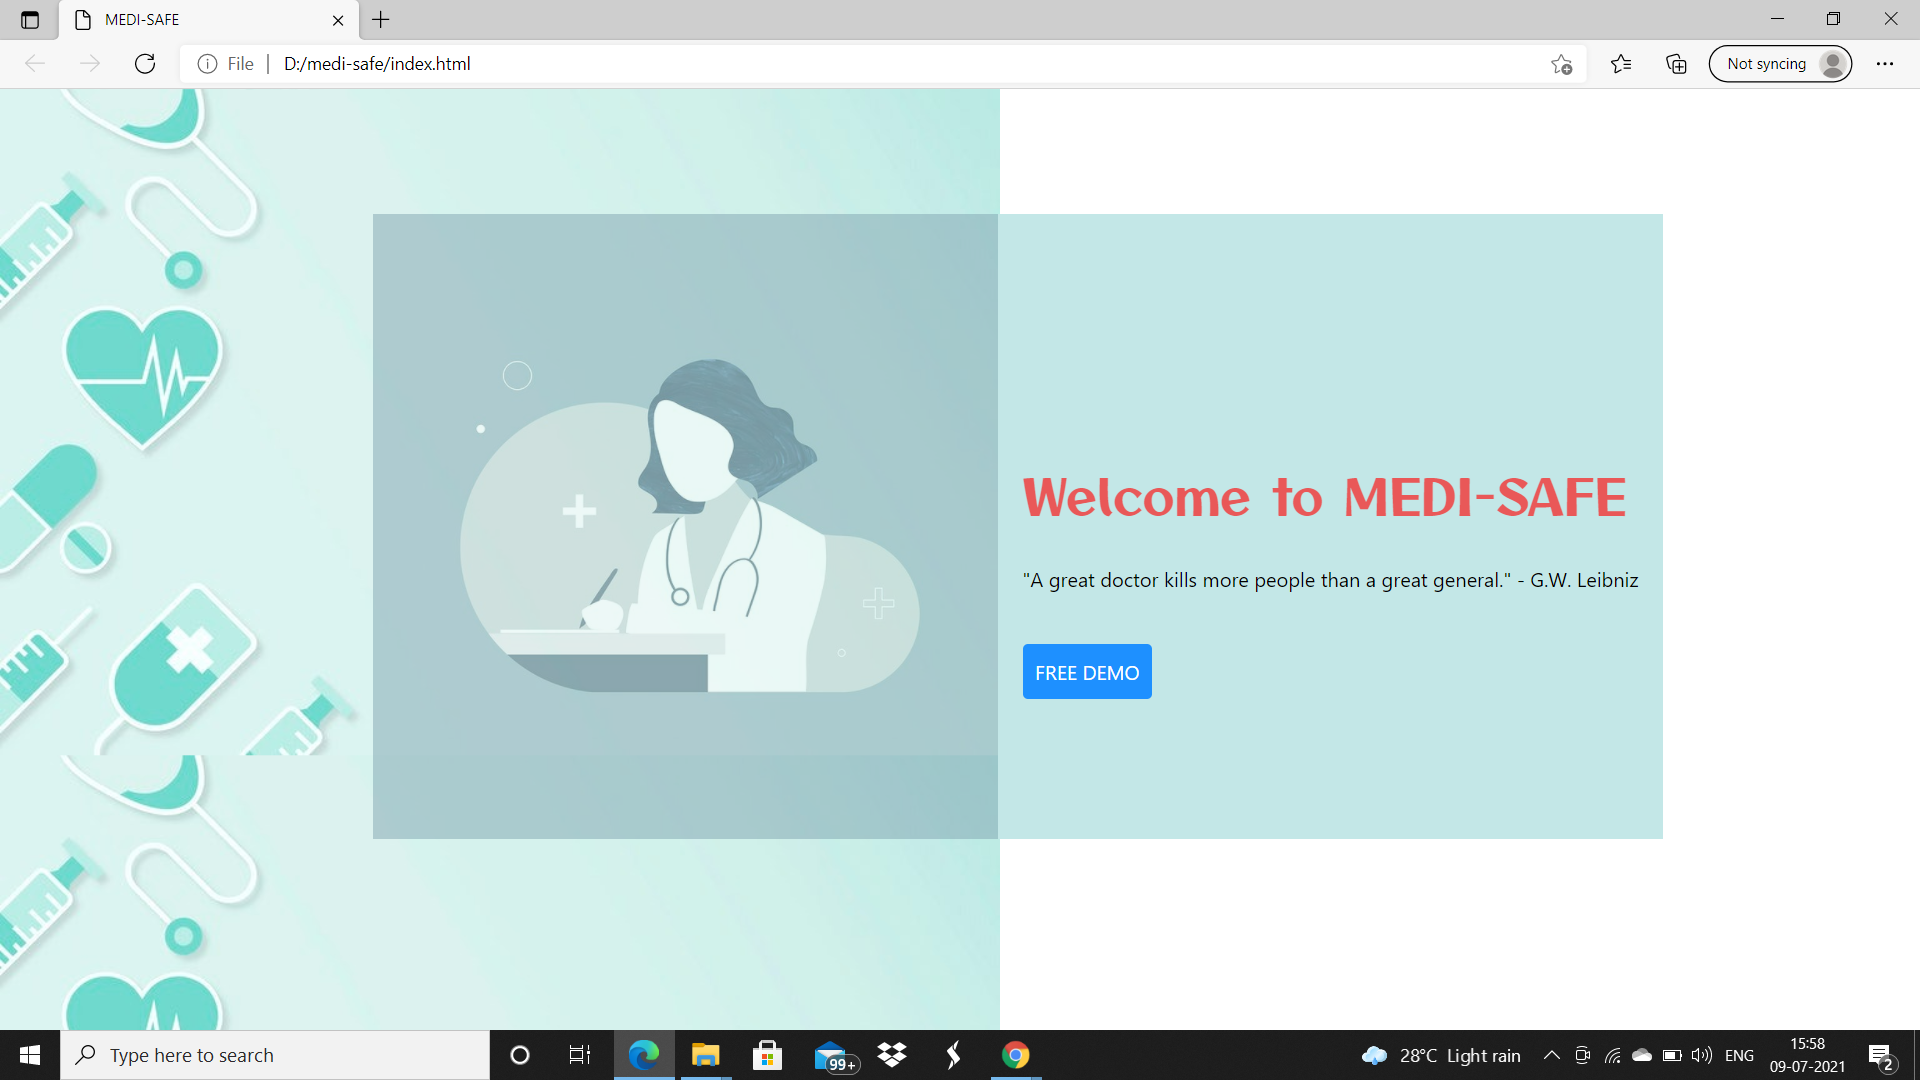 MEDI-SAFE
File
D:/medi-safe/index.html
Not syncing
Welcome to MEDI-SAFE
"A great doctor kills more people than a great general." - G.W. Leibniz
FREE DEMO
Type here to search
99+
28°C Light rain
ENG
15:58
09-07-2021
2